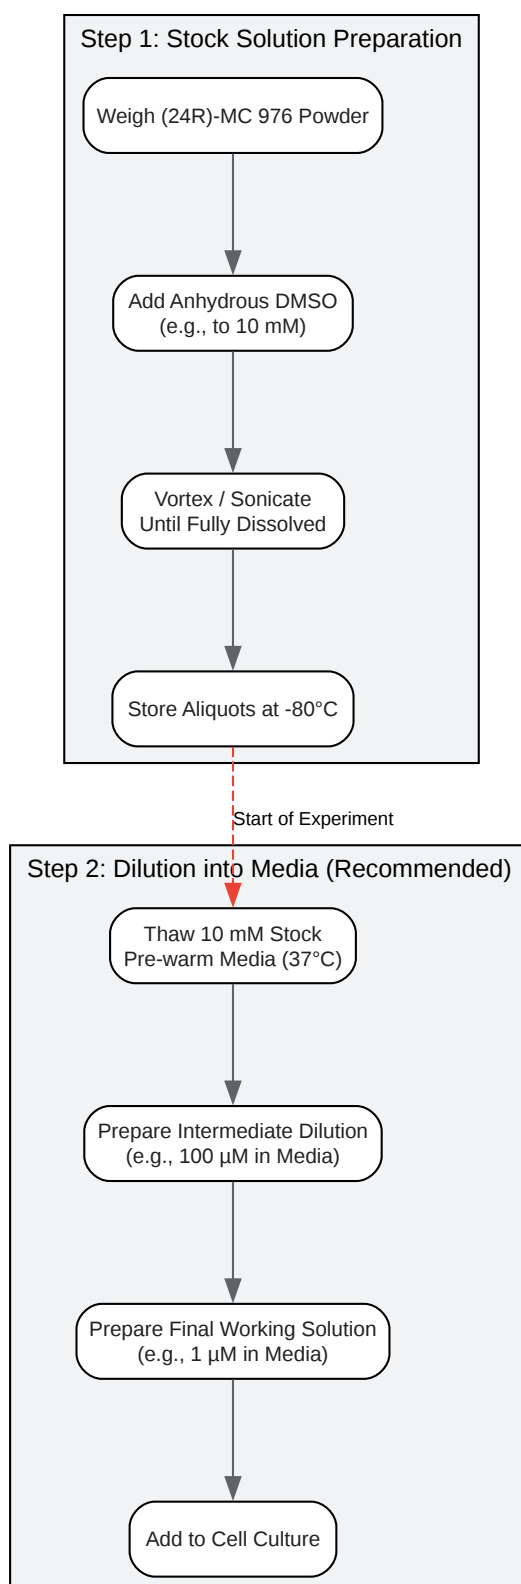 Step 1: Stock Solution Preparation
Weigh (24R)-MC 976 Powder
Add Anhydrous DMSO
(e.g., to 10 mM)
Vortex / Sonicate
Until Fully Dissolved
Store Aliquots at -80°C
Start of Experiment
Step 2: Dilution into Media (Recommended)
Thaw 10 mM Stock
Pre-warm Media (37°C)
Prepare Intermediate Dilution
(e.g., 100 µM in Media)
Prepare Final Working Solution
(e.g., 1 µM in Media)
Add to Cell Culture